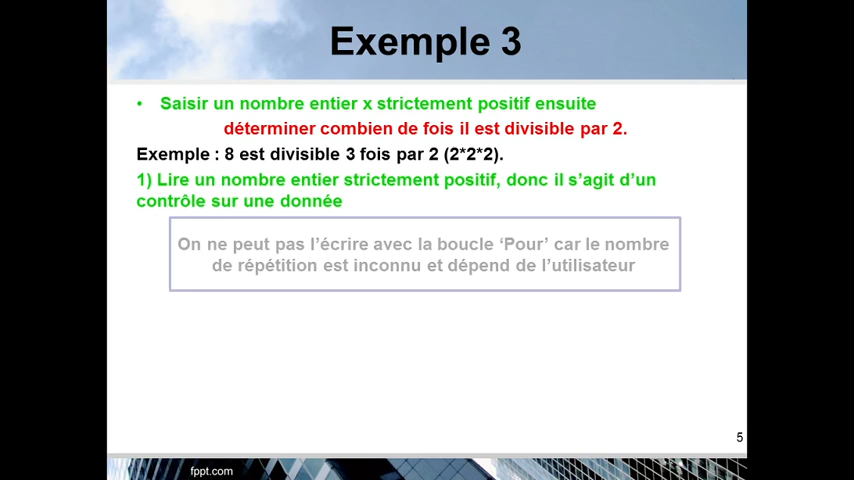 Exemple 3
• Saisir un nombre entier x strictement positif ensuite
déterminer combien de fois il est divisible par 2.
Exemple : 8 est divisible 3 fois par 2 (2*2*2).
1) Lire un nombre entier strictement positif, donc il s’agit d’un
contrôle sur une donnée
On ne peut pas l’écrire avec la boucle ‘Pour’ car le nombre
de répétition est inconnu et dépend de l’utilisateur
5
fppt.com